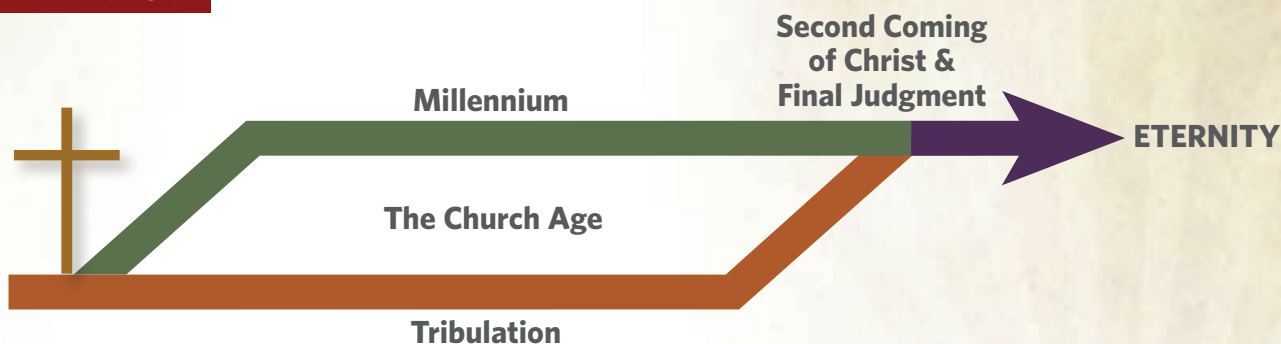 Second Coming
of Christ &
Final Judgment
Millennium
ETERNITY
The Church Age
Tribulation